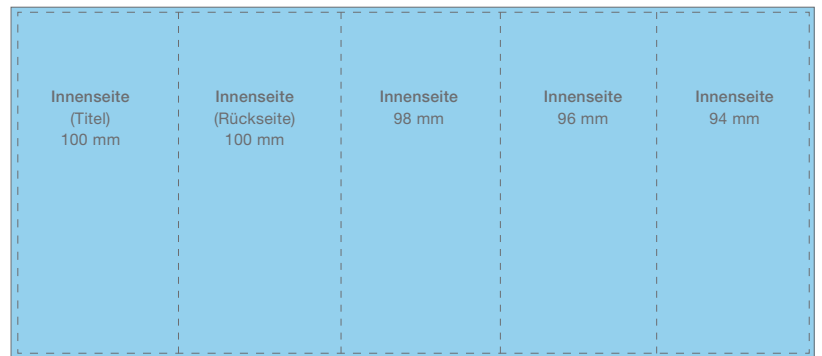 Innenseite
(Titel)
100 mm
Innenseite
(Rückseite)
100 mm
Innenseite
98 mm
Innenseite
96 mm
Innenseite
94 mm